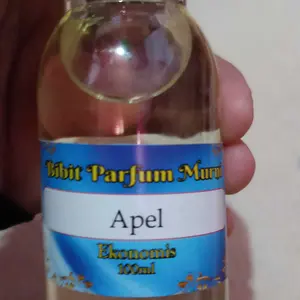 Bibit Parfum Murni
Apel
Ekonomis
100ml